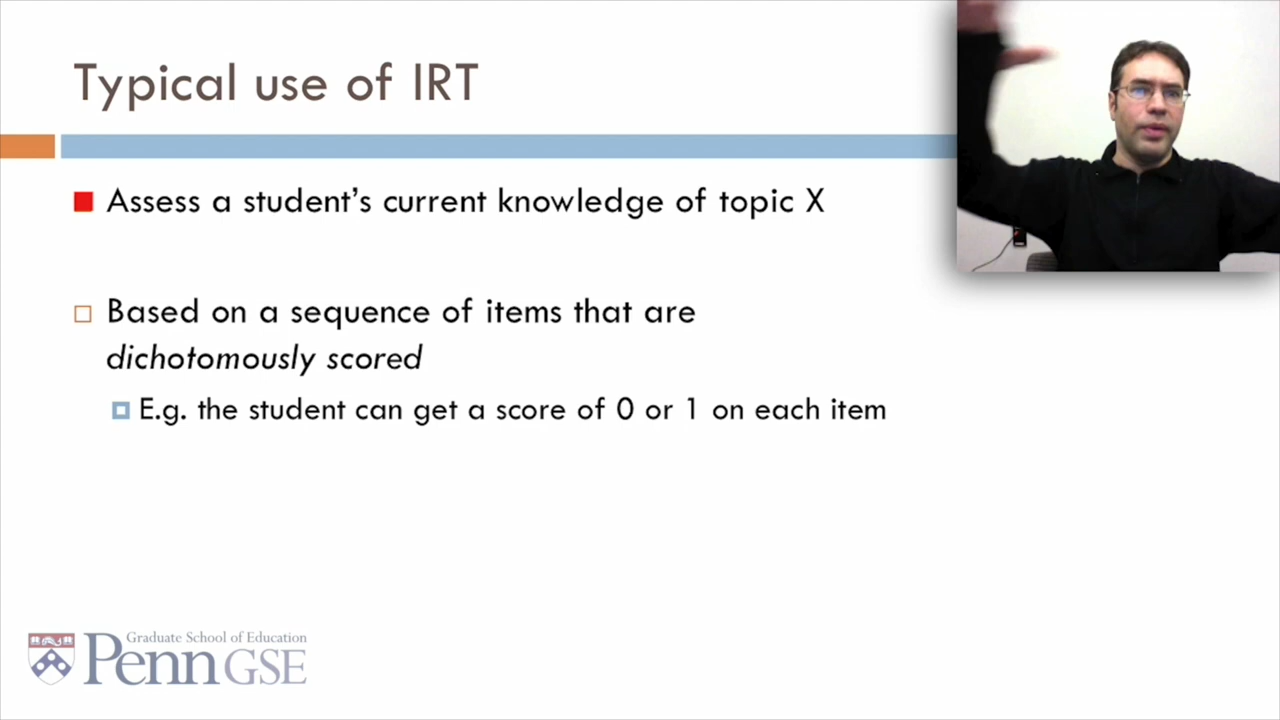 Typical use of IRT
Assess a student's current knowledge of topic X
Based on a sequence of items that are
dichotomously scored
E.g. the student can get a score of 0 or 1 on each item
Graduate School of Education
Penn GSE